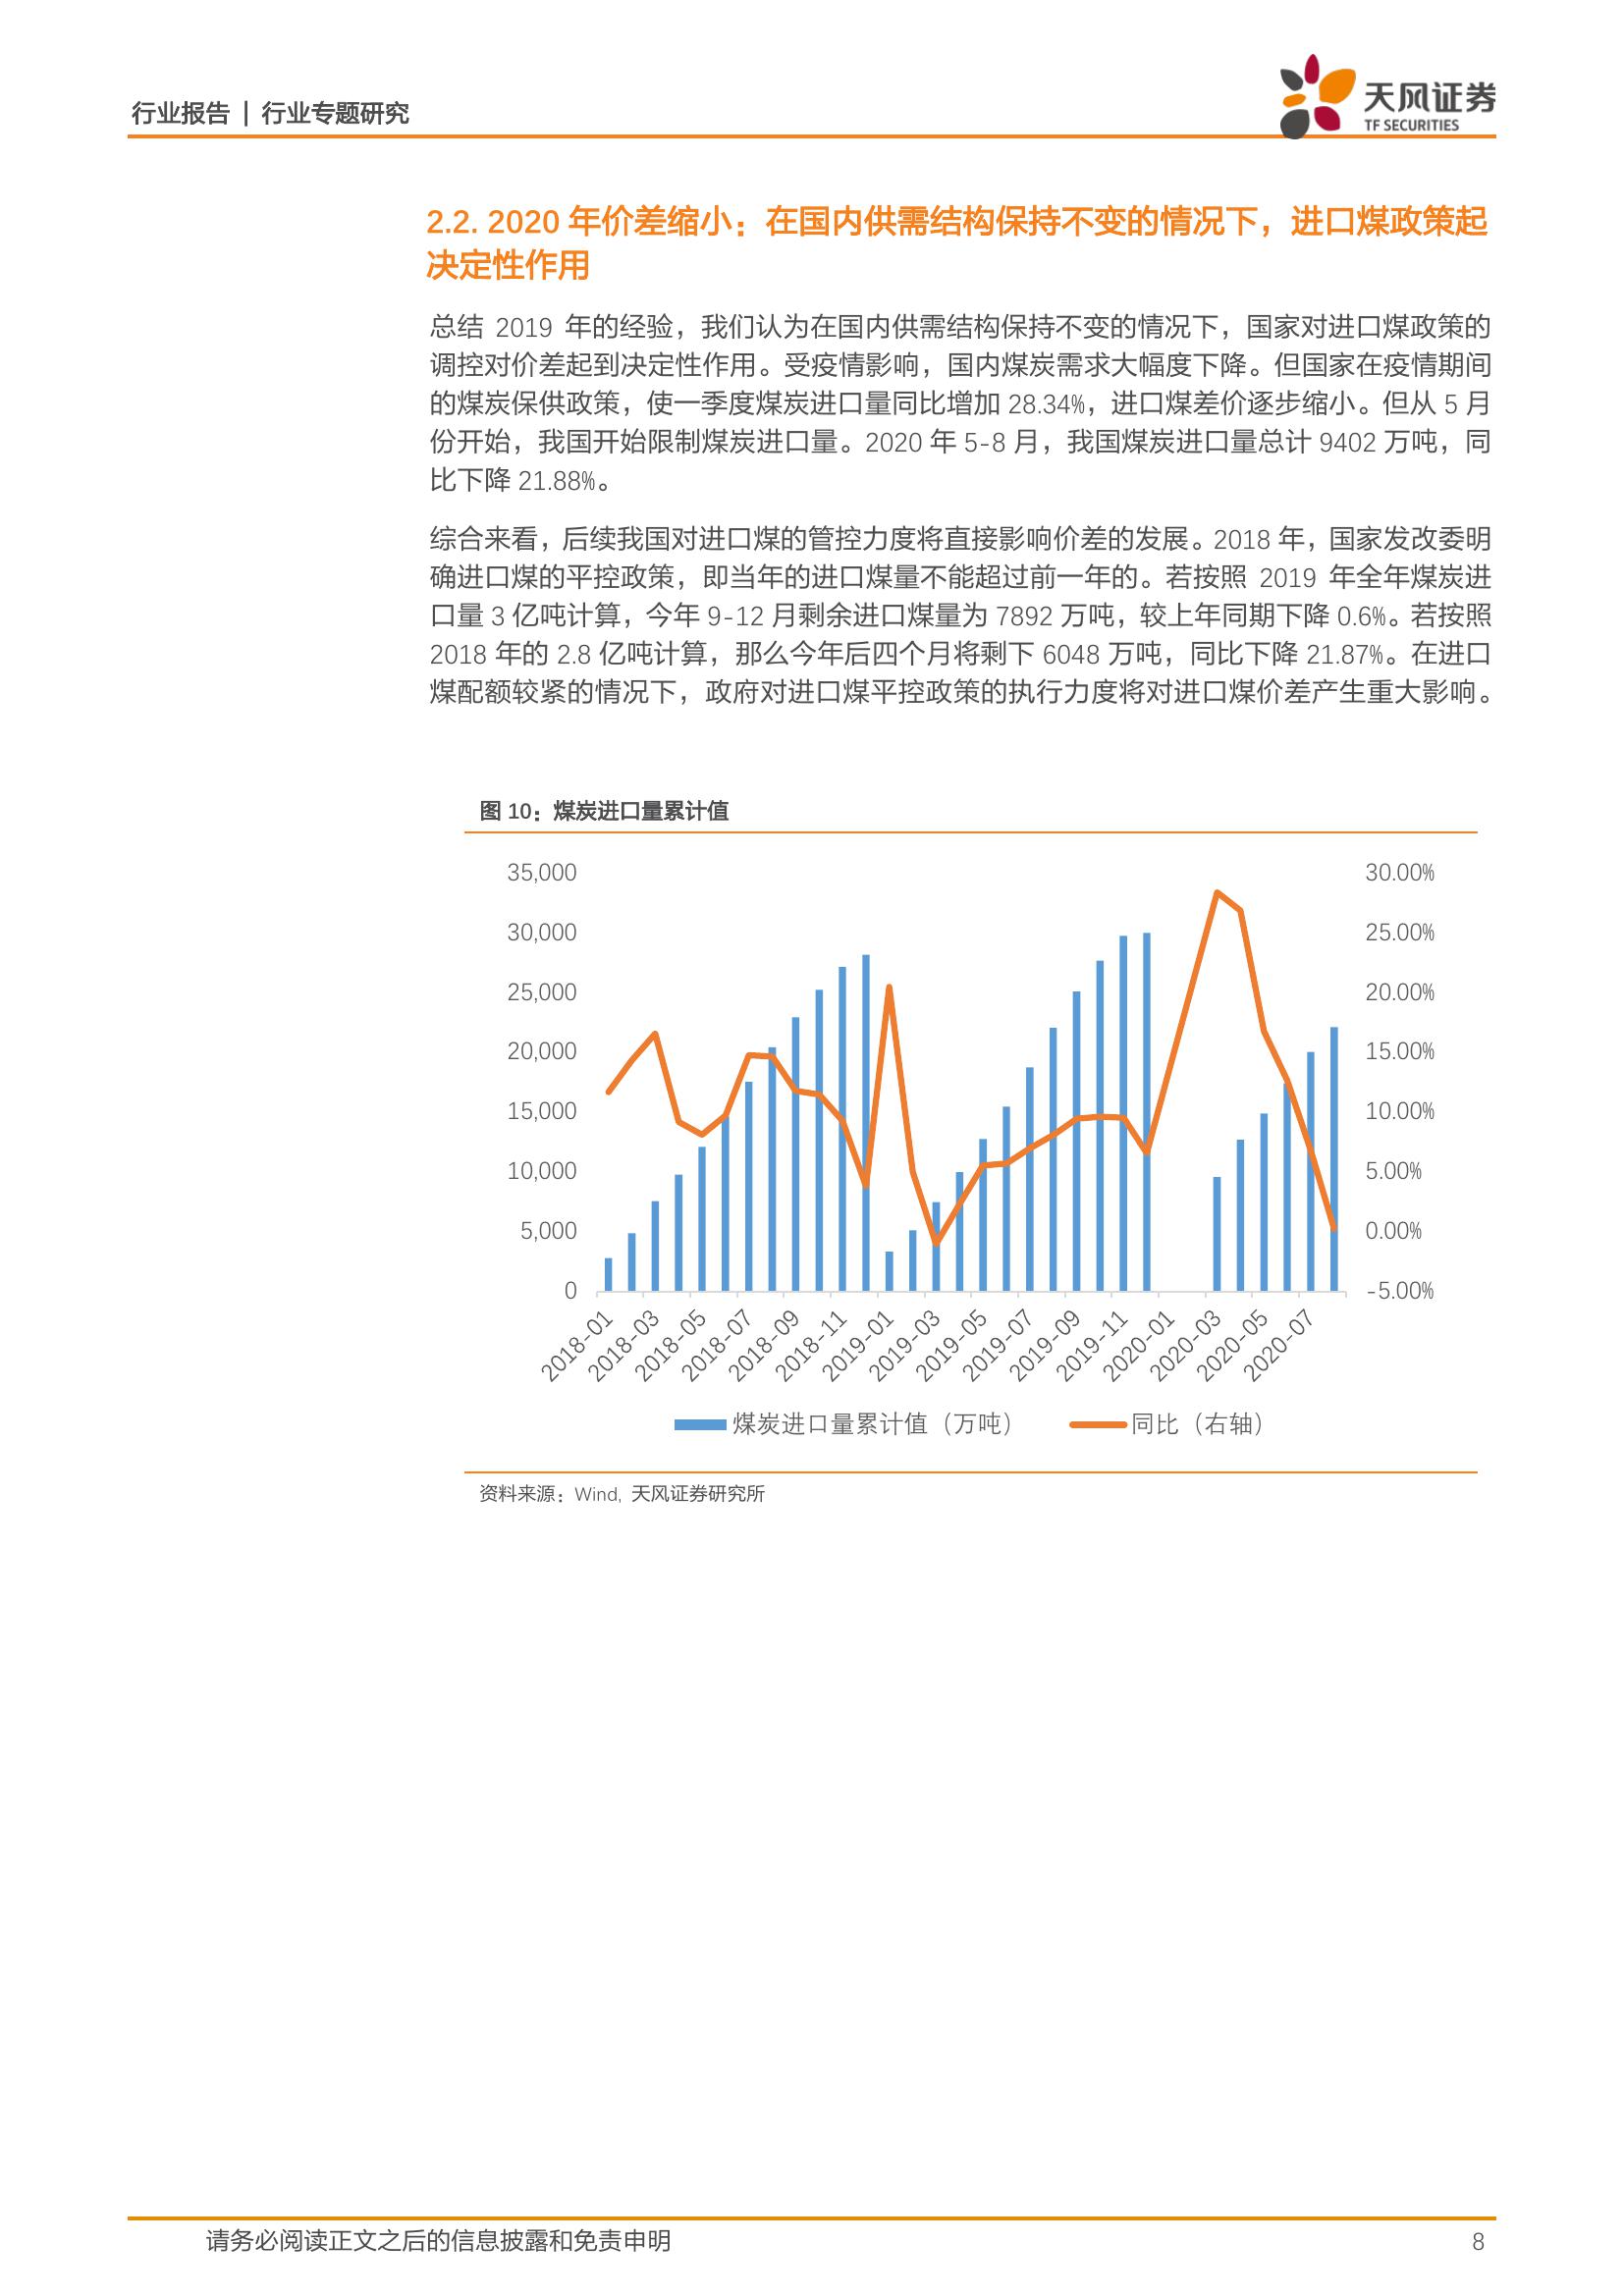 行业报告 | 行业专题研究
天风证券
TF SECURITIES
2.2. 2020 年价差缩小：在国内供需结构保持不变的情况下，进口煤政策起
决定性作用
总结 2019 年的经验，我们认为在国内供需结构保持不变的情况下，国家对进口煤政策的
调控对价差起到决定性作用。受疫情影响，国内煤炭需求大幅度下降。但国家在疫情期间
的煤炭保供政策，使一季度煤炭进口量同比增加 28.34%，进口煤差价逐步缩小。但从 5 月
份开始，我国开始限制煤炭进口量。2020 年 5-8 月，我国煤炭进口量总计 9402 万吨，同
比下降 21.88%。
综合来看，后续我国对进口煤的管控力度将直接影响价差的发展。2018 年，国家发改委明
确进口煤的平控政策，即当年的进口煤量不能超过前一年的。若按照 2019 年全年煤炭进
口量 3 亿吨计算，今年 9-12 月剩余进口煤量为 7892 万吨，较上年同期下降 0.6%。若按照
2018 年的 2.8 亿吨计算，那么今年后四个月将剩下 6048 万吨，同比下降 21.87%。在进口
煤配额较紧的情况下，政府对进口煤平控政策的执行力度将对进口煤价差产生重大影响。
图 10：煤炭进口量累计值
35,000 30.00%
30,000 25.00%
25,000 20.00%
20,000 15.00%
15,000 10.00%
10,000 5.00%
5,000 0.00%
0 -5.00%
2018-01 2018-03 2018-05 2018-07 2018-09 2018-11 2019-01 2019-03 2019-05 2019-07 2019-09 2019-11 2020-01 2020-03 2020-05 2020-07
煤炭进口量累计值（万吨） 同比（右轴）
资料来源：Wind, 天风证券研究所
请务必阅读正文之后的信息披露和免责申明 8